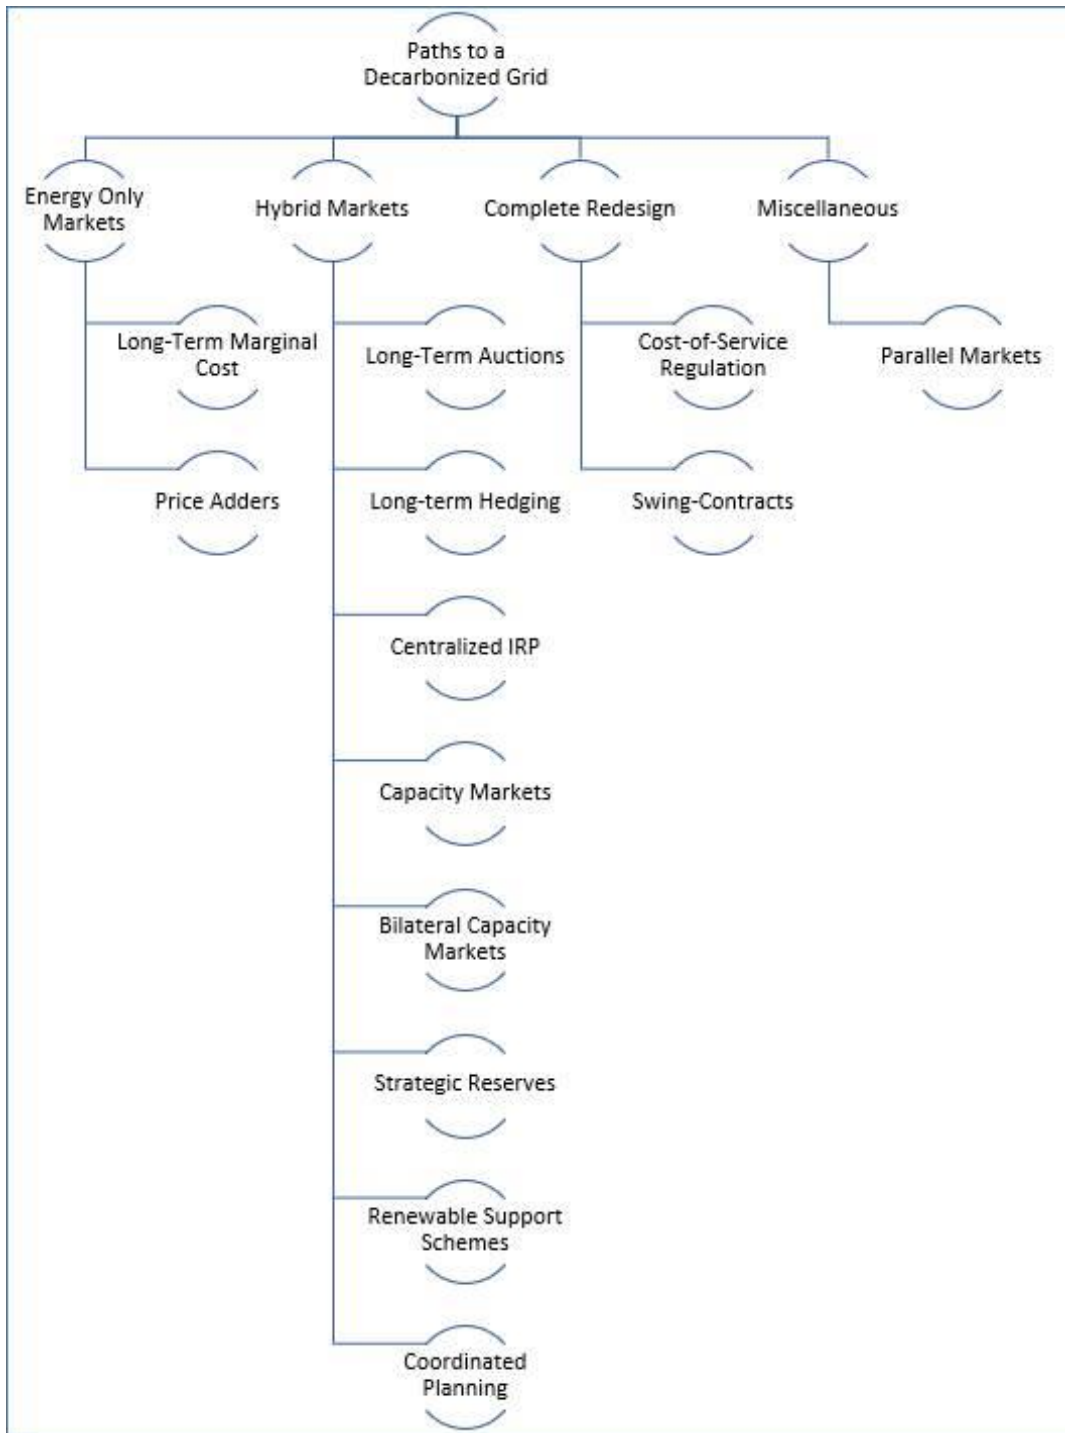 Paths to a
Decarbonized Grid
Energy Only
Markets
Hybrid Markets
Complete Redesign
Miscellaneous
Long-Term Marginal
Cost
Long-Term Auctions
Cost-of-Service
Regulation
Parallel Markets
Price Adders
Long-term Hedging
Swing-Contracts
Centralized IRP
Capacity Markets
Bilateral Capacity
Markets
Strategic Reserves
Renewable Support
Schemes
Coordinated
Planning